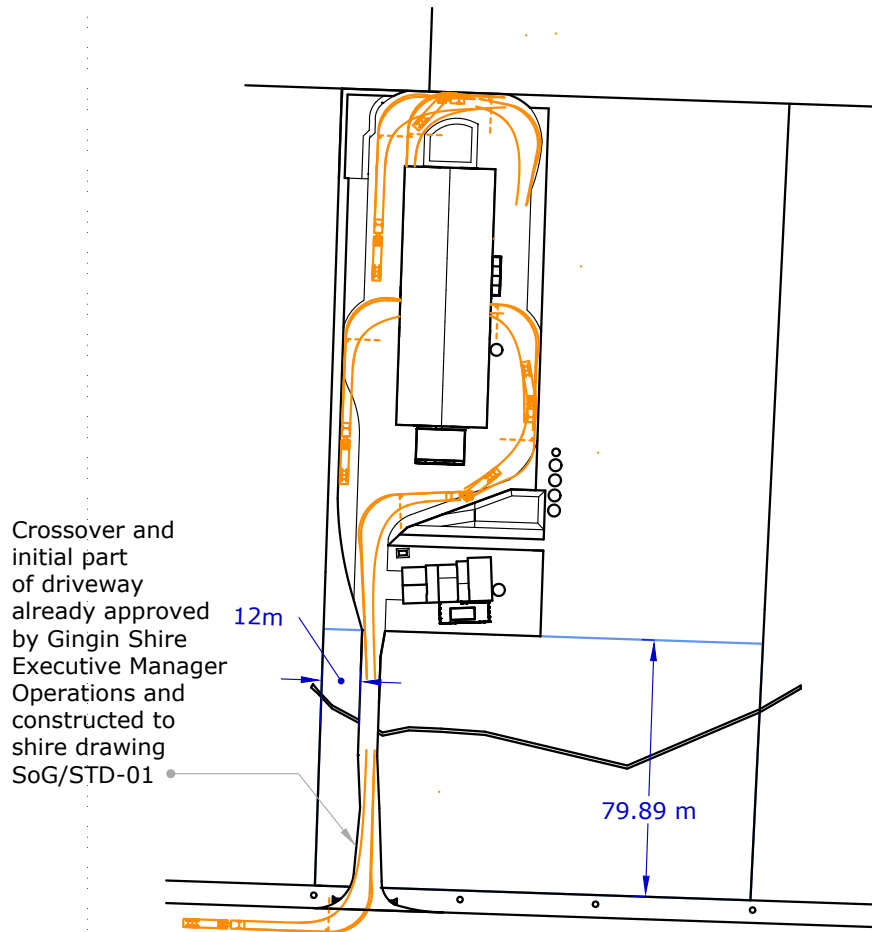 Crossover and
initial part
of driveway
already approved
by Gingin Shire
Executive Manager
Operations and
constructed to
shire drawing
SoG/STD-01
12m
79.89 m